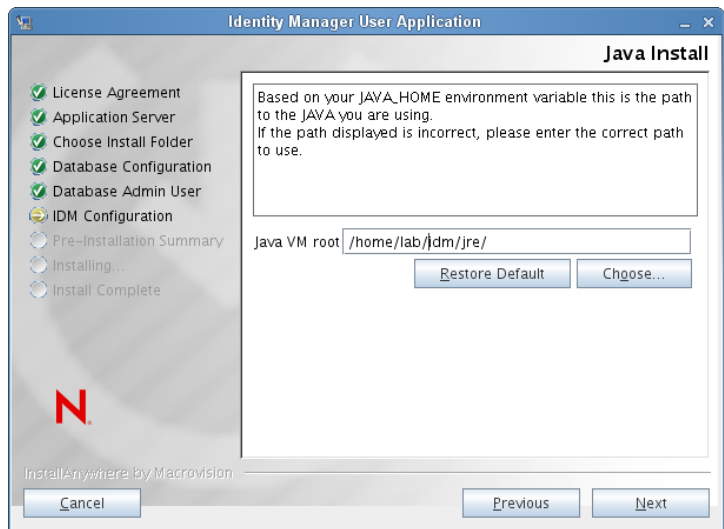 Identity Manager User Application
Java Install
License Agreement
Application Server
Choose Install Folder
Database Configuration
Database Admin User
IDM Configuration
Pre-Installation Summary
Installing...
Install Complete
Based on your JAVA_HOME environment variable this is the path
to the JAVA you are using.
If the path displayed is incorrect, please enter the correct path
to use.
Java VM root /home/lab/idm/jre/
Restore Default Choose...
N
InstallAnywhere by Macrovision
Cancel Previous Next